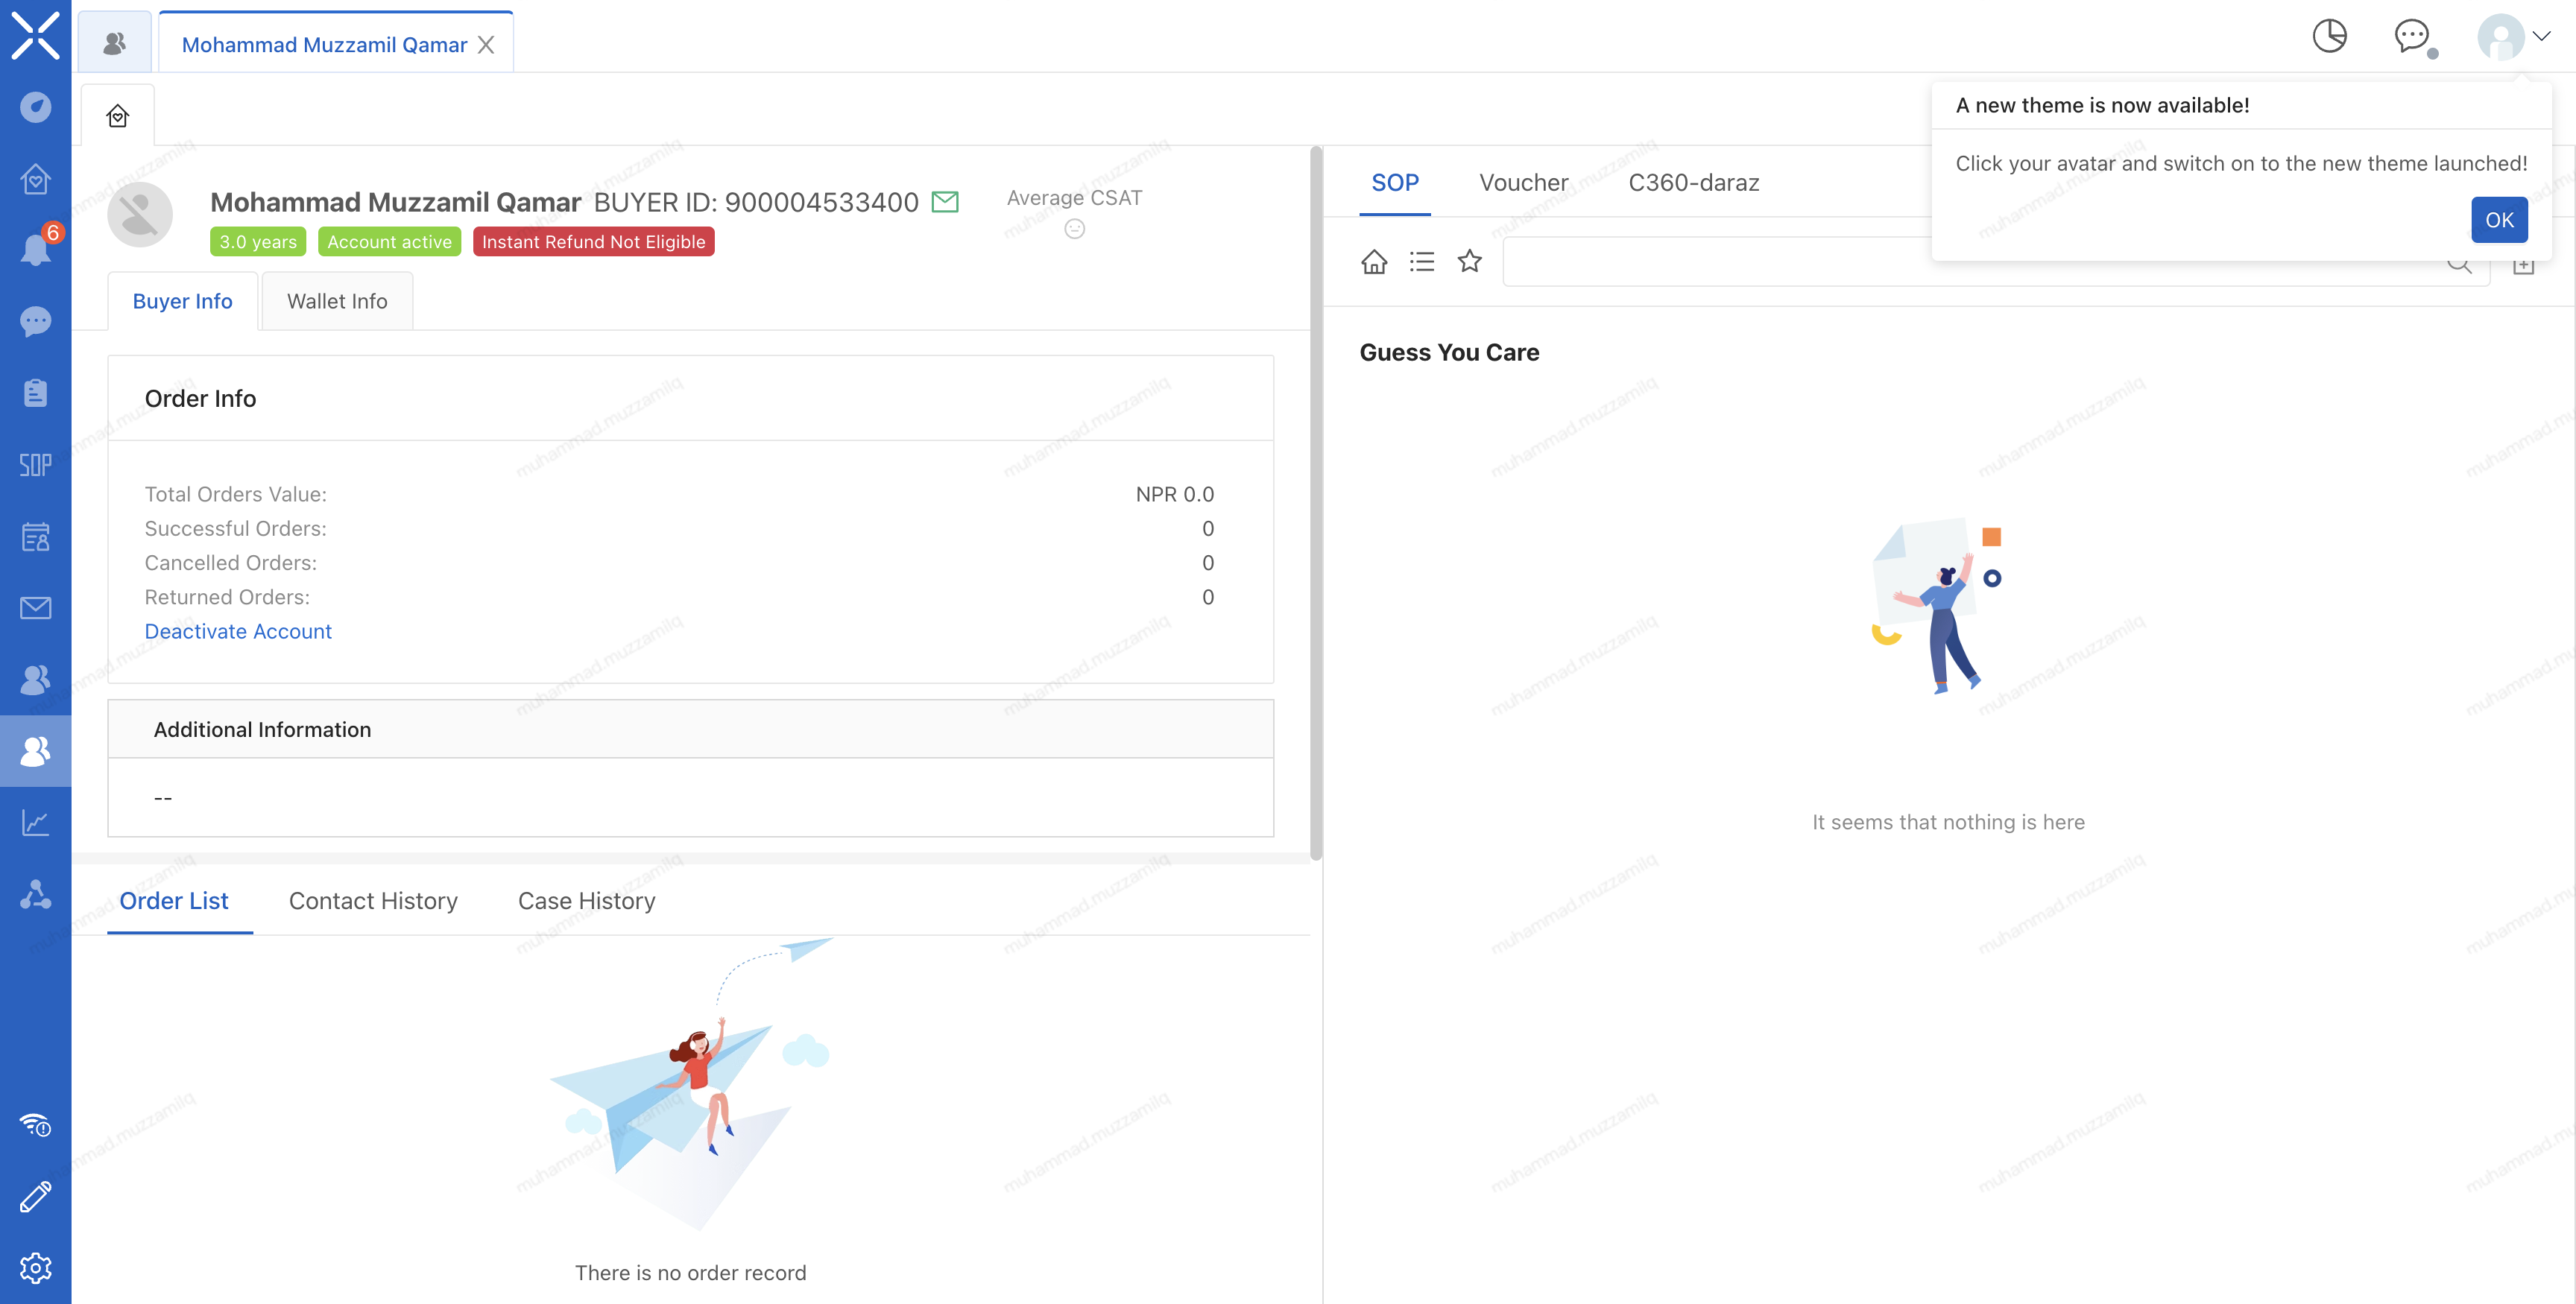 Mohammad Muzzamil Qamar
A new theme is now available!
Click your avatar and switch on to the new theme launched!
OK
6
Mohammad Muzzamil Qamar BUYER ID: 900004533400
Average CSAT
3.0 years Account active Instant Refund Not Eligible
SOP Voucher C360-daraz
Buyer Info Wallet Info
Guess You Care
Order Info
SOP
Total Orders Value: NPR 0.0
Successful Orders: 0
Cancelled Orders: 0
Returned Orders: 0
Deactivate Account
Additional Information
--
It seems that nothing is here
Order List Contact History Case History
There is no order record
muhammad.muzzamilq